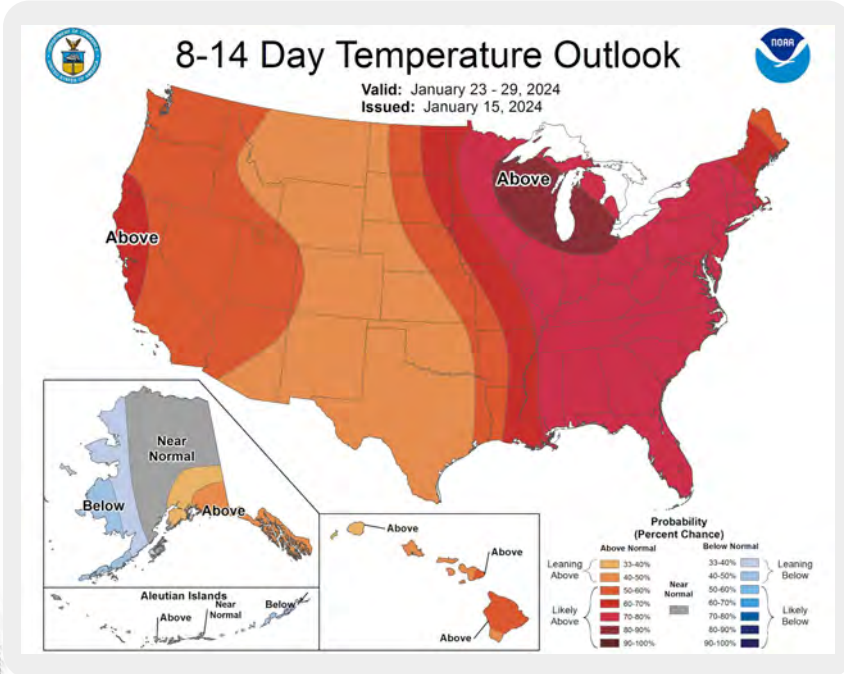 8-14 Day Temperature Outlook
Valid: January 23 - 29, 2024
Issued: January 15, 2024
NOAA
Above
Above
Near
Normal
Below
Above
Aleutian Islands
Above
Near
Normal
Below
Above
Above
Above
Probability
(Percent Chance)
Above Normal
Below Normal
Leaning
Above
33-40%
40-50%
Likely
Above
50-60%
60-70%
70-80%
80-90%
90-100%
Near
Normal
33-40%
40-50%
Leaning
Below
50-60%
60-70%
70-80%
80-90%
90-100%
Likely
Below